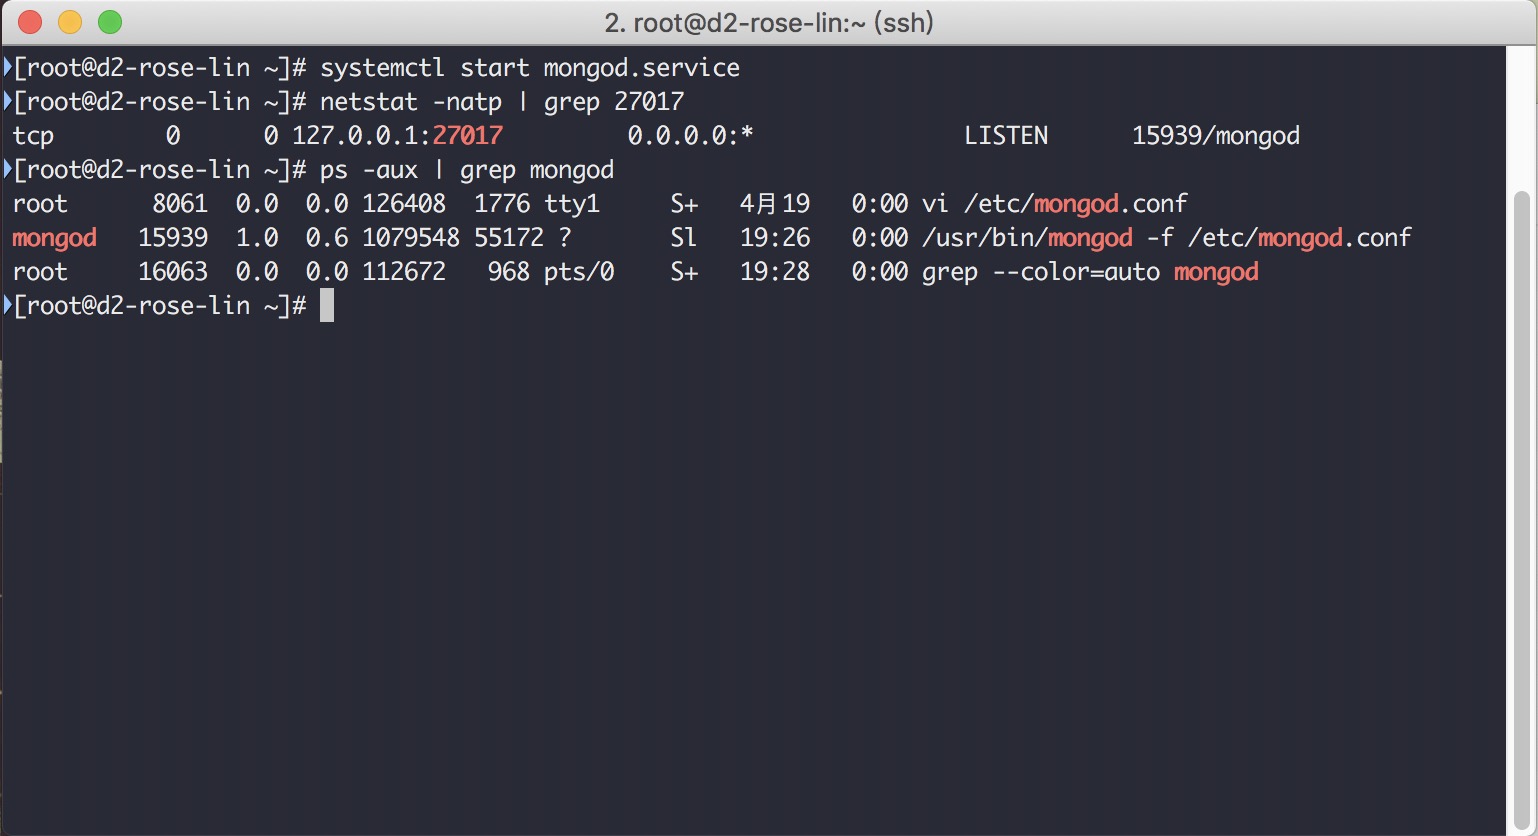 2. root@d2-rose-lin:~ (ssh)
[root@d2-rose-lin ~]# systemctl start mongod.service
[root@d2-rose-lin ~]# netstat -natp | grep 27017
tcp        0      0 127.0.0.1:27017         0.0.0.0:*               LISTEN      15939/mongod
[root@d2-rose-lin ~]# ps -aux | grep mongod
root      8061  0.0  0.0 126408  1776 tty1     S+   4月19   0:00 vi /etc/mongod.conf
mongod   15939  1.0  0.6 1079548 55172 ?       Sl   19:26   0:00 /usr/bin/mongod -f /etc/mongod.conf
root     16063  0.0  0.0 112672   968 pts/0    S+   19:28   0:00 grep --color=auto mongod
[root@d2-rose-lin ~]#